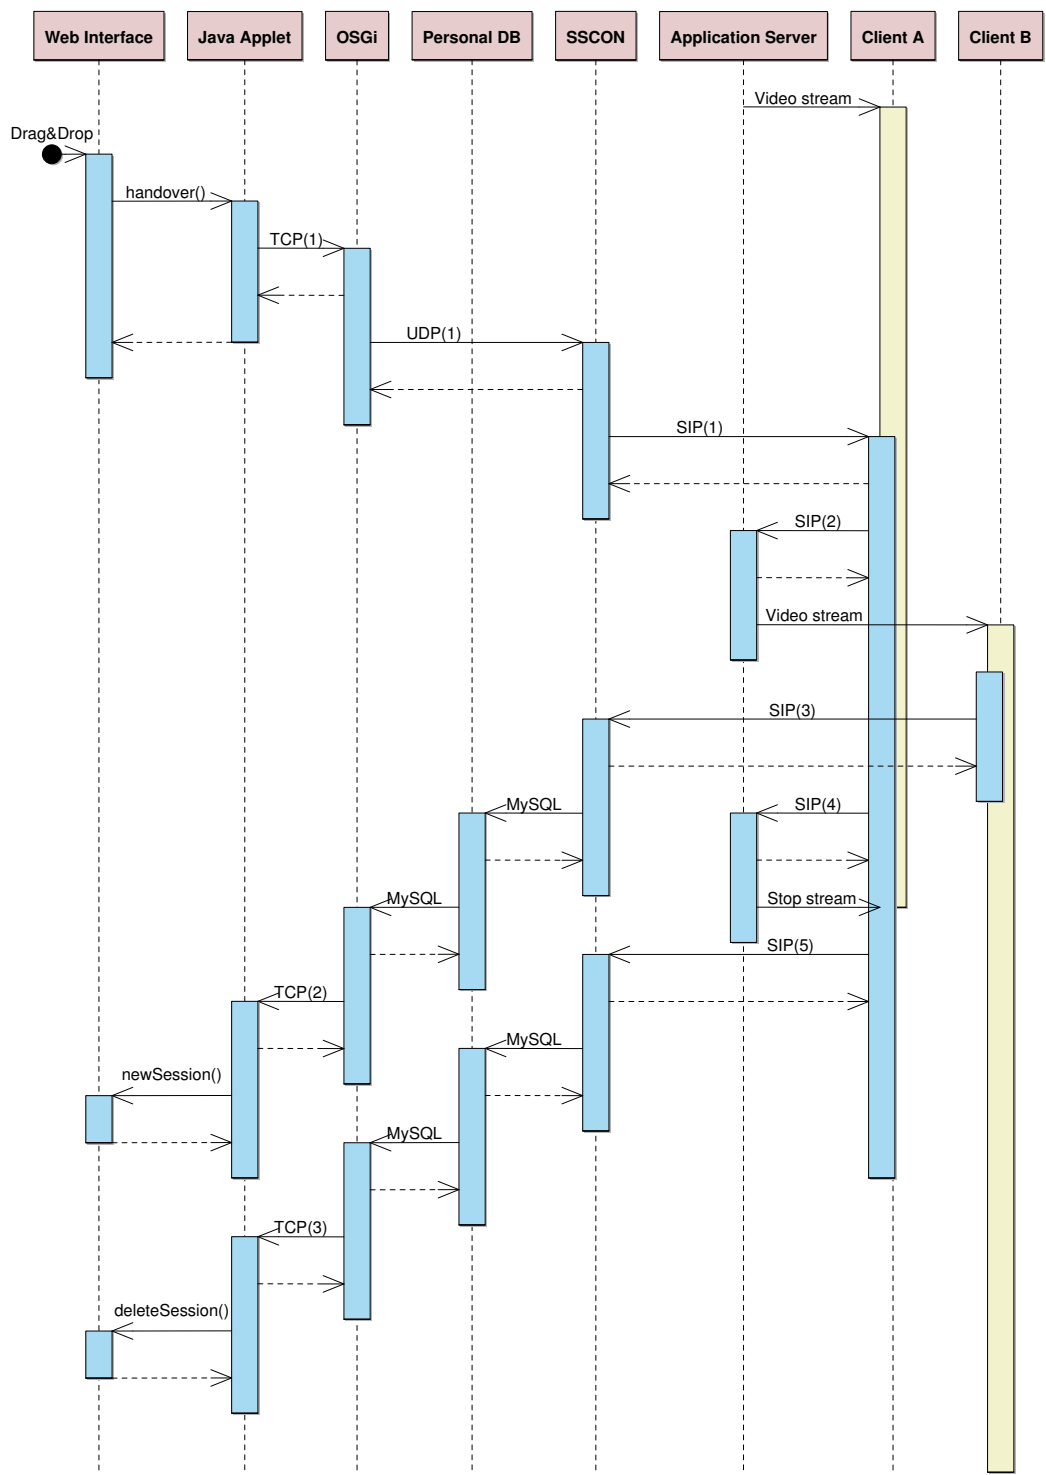 Web Interface
Java Applet
OSGi
Personal DB
SSCON
Application Server
Client A
Client B
Video stream
Drag&Drop
handover()
TCP(1)
UDP(1)
SIP(1)
SIP(2)
Video stream
SIP(3)
MySQL
SIP(4)
MySQL
Stop stream
SIP(5)
TCP(2)
MySQL
newSession()
MySQL
TCP(3)
deleteSession()